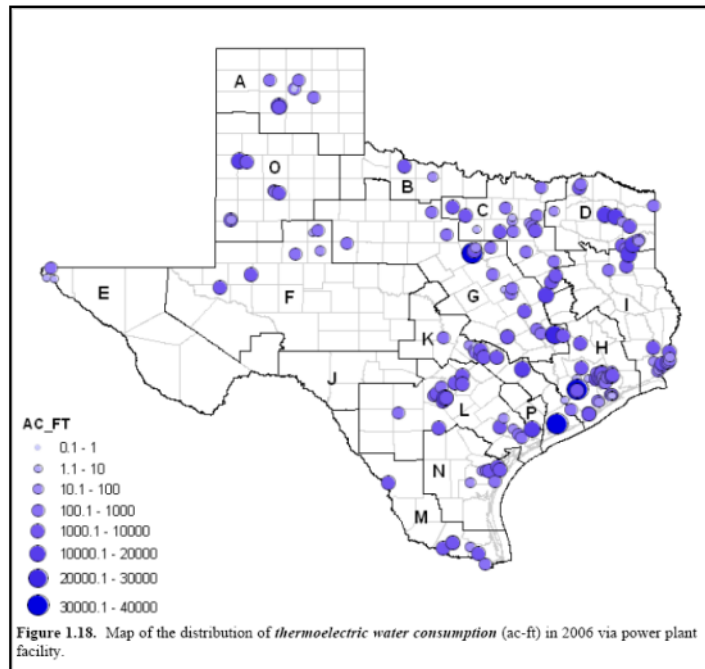 A
O
B
C
D
E
F
G
I
K
H
J
L
P
N
M
AC_FT
0.1 - 1
1.1 - 10
10.1 - 100
100.1 - 1000
1000.1 - 10000
10000.1 - 20000
20000.1 - 30000
30000.1 - 40000
Figure 1.18. Map of the distribution of thermoelectric water consumption (ac-ft) in 2006 via power plant
facility.